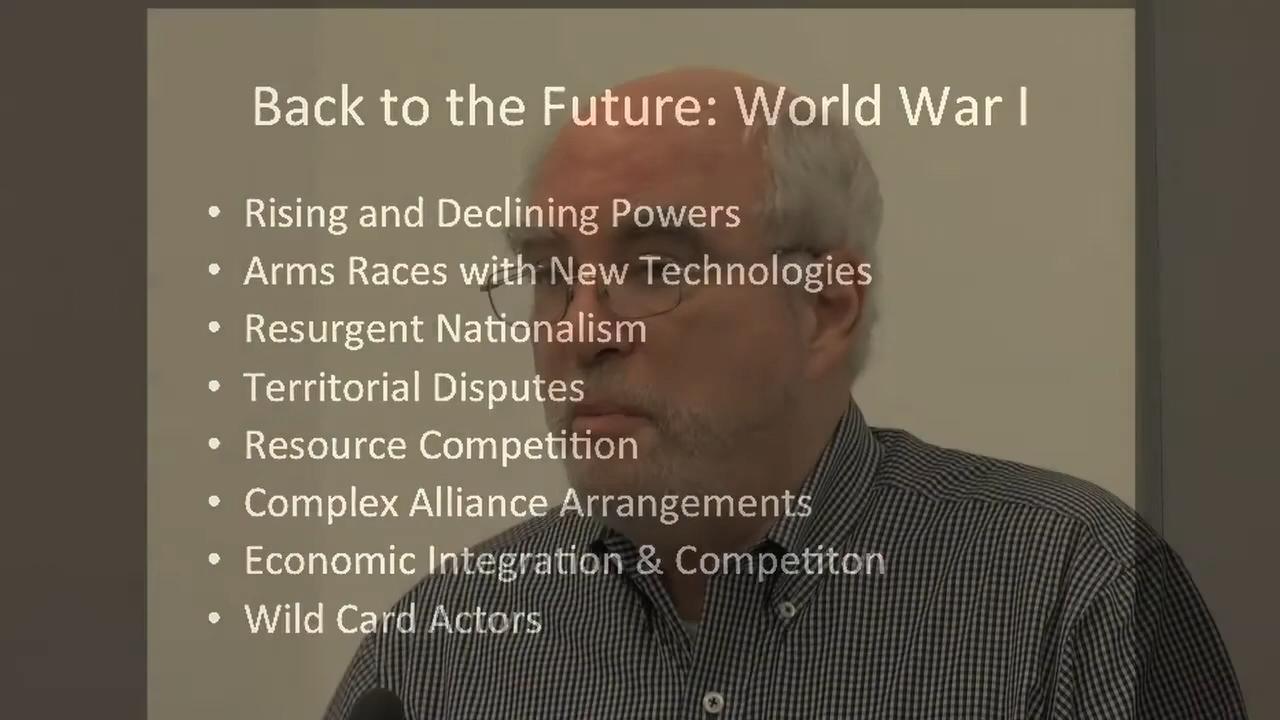 Back to the Future: World War I
• Rising and Declining Powers
• Arms Races with New Technologies
• Resurgent Nationalism
• Territorial Disputes
• Resource Competition
• Complex Alliance Arrangements
• Economic Integration & Competiton
• Wild Card Actors